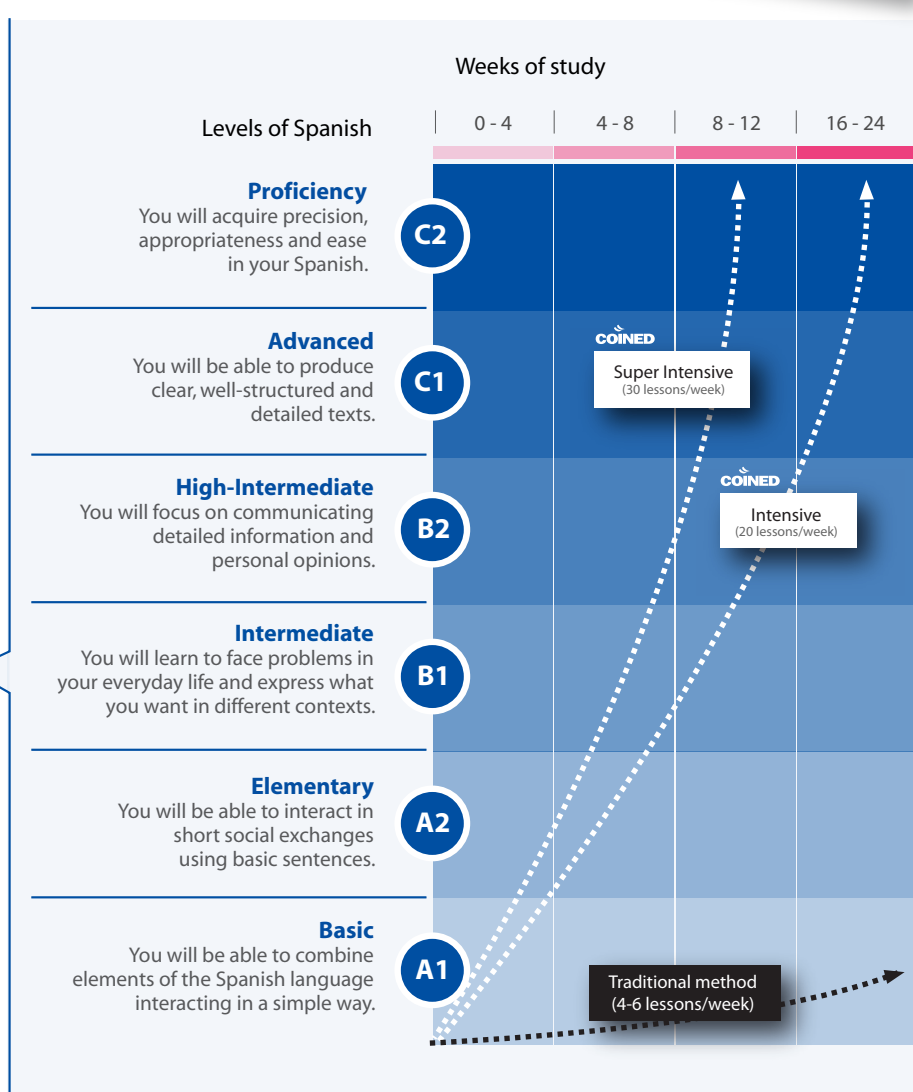 Weeks of study
Levels of Spanish
0 - 4
4 - 8
8 - 12
16 - 24
Proficiency
You will acquire precision,
appropriateness and ease
in your Spanish.
C2
Advanced
You will be able to produce
clear, well-structured and
detailed texts.
C1
COINED
Super Intensive
(30 lessons/week)
High-Intermediate
You will focus on communicating
detailed information and
personal opinions.
B2
COINED
Intensive
(20 lessons/week)
Intermediate
You will learn to face problems in
your everyday life and express what
you want in different contexts.
B1
Elementary
You will be able to interact in
short social exchanges
using basic sentences.
A2
Basic
You will be able to combine
elements of the Spanish language
interacting in a simple way.
A1
Traditional method
(4-6 lessons/week)